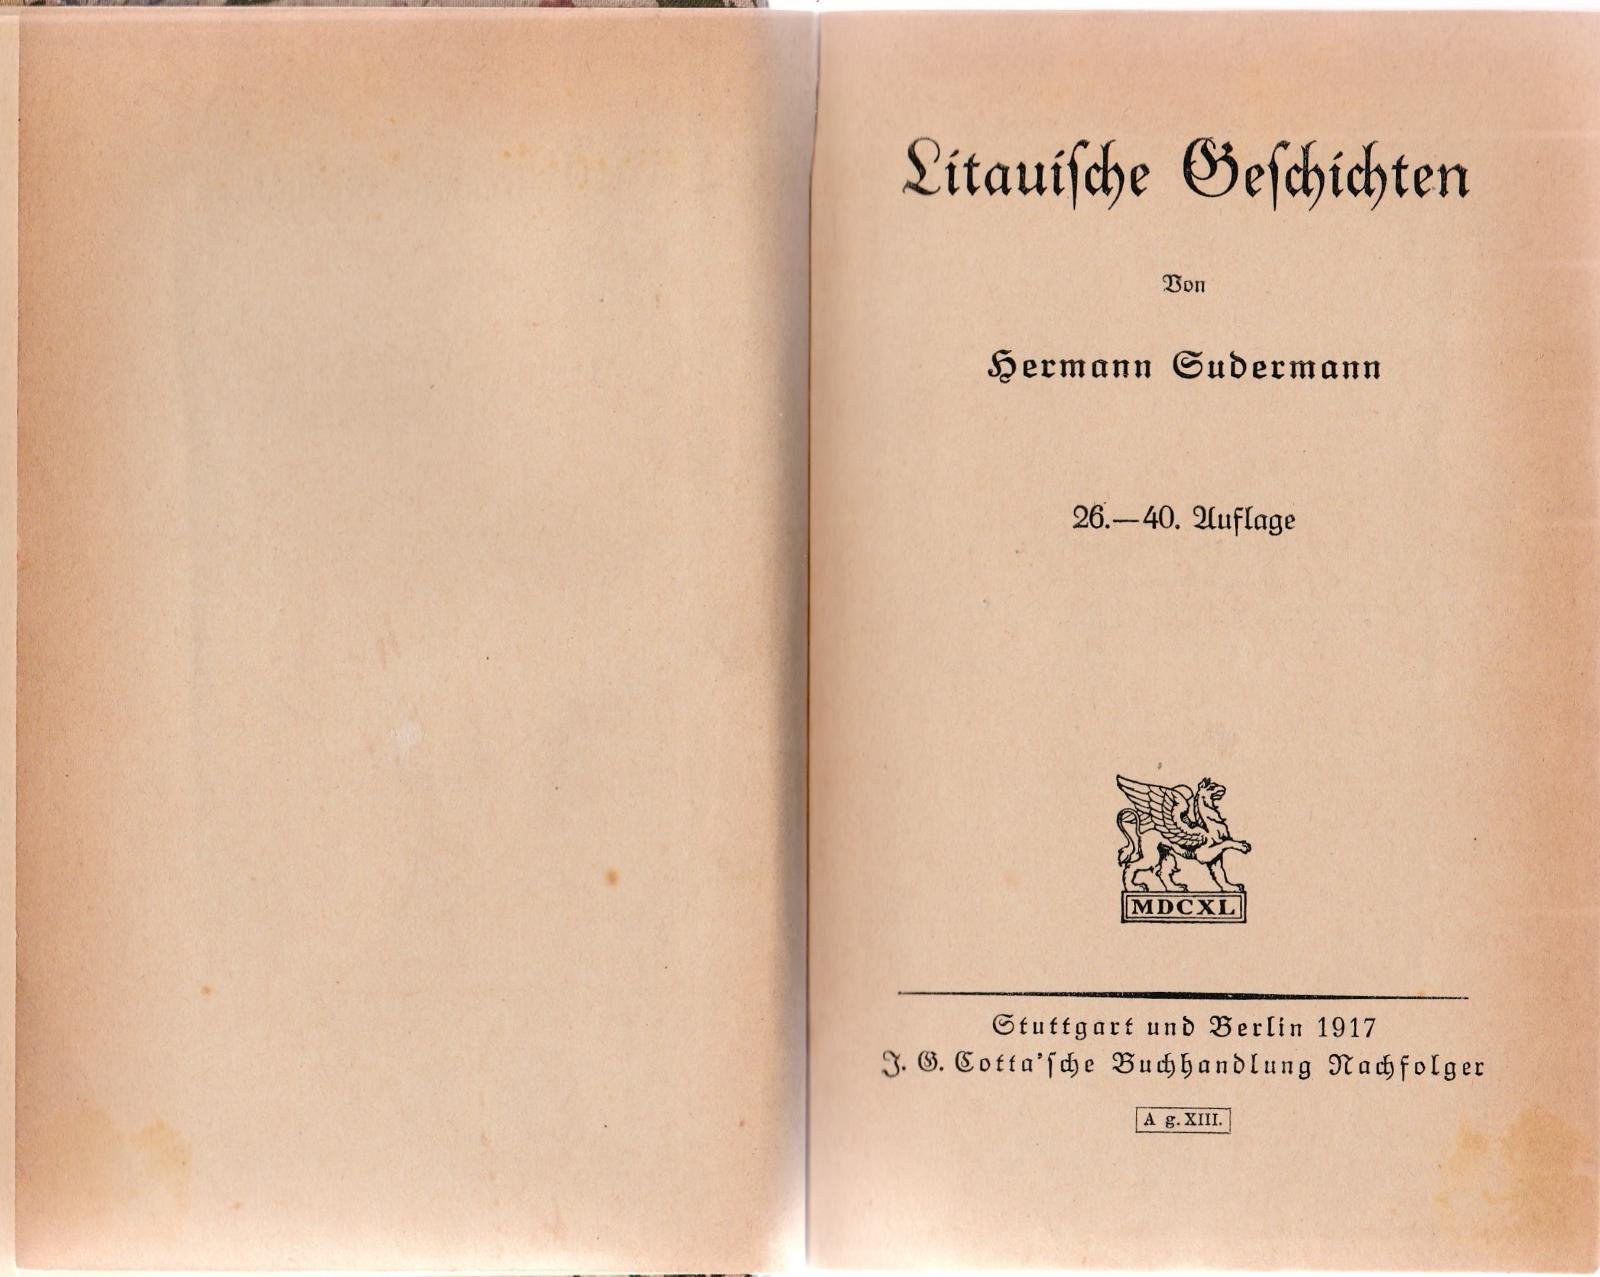 Litauiſche Geſchichten
Von
Hermann Sudermann
26.—40. Auflage
MDCXL
Stuttgart und Berlin 1917
J. G. Cotta'ſche Buchhandlung Nachfolger
A g. XIII.